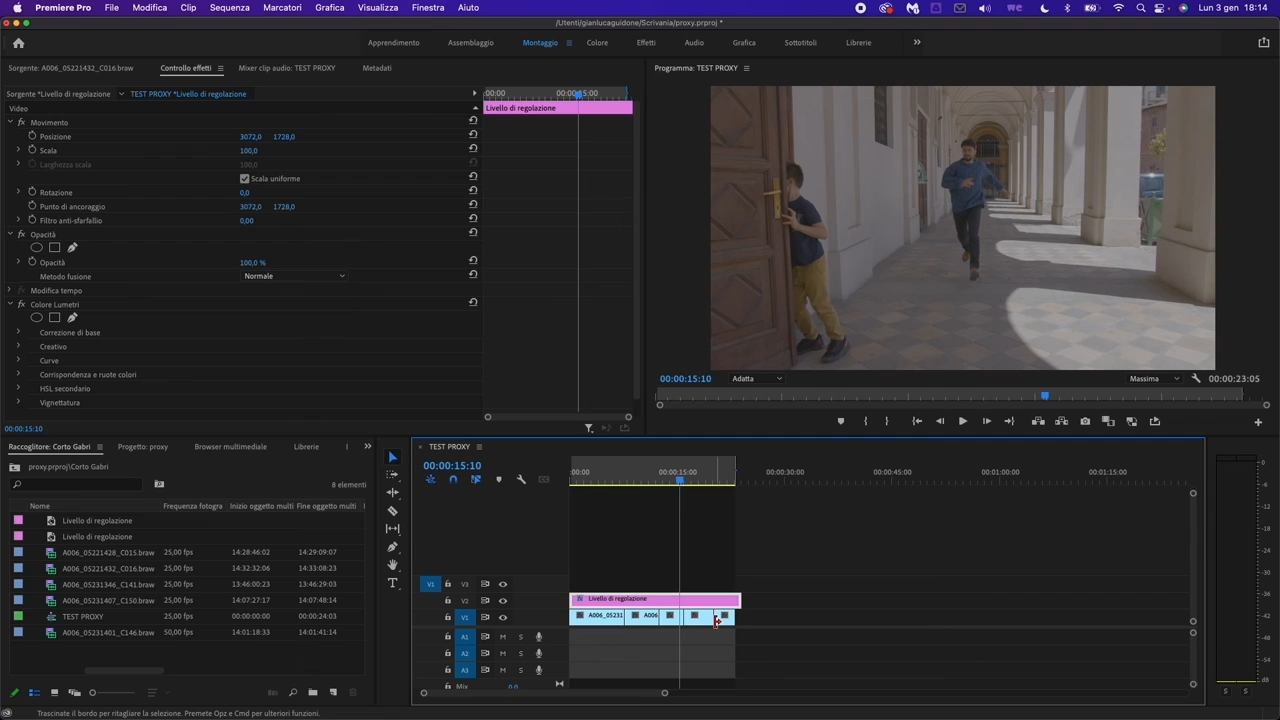 Premiere Pro File Modifica Clip Sequenza Marcatori Grafica Visualizza Finestra Aiuto Lun 3 gen 18:14
/Utenti/gianlucaguidone/Scrivania/proxy.prproj *
Apprendimento Assemblaggio Montaggio Colore Effetti Audio Grafica Sottotitoli Librerie
Sorgente: A006_05221432_C016.braw Controllo effetti Mixer clip audio: TEST PROXY Metadati Programma: TEST PROXY
Sorgente *Livello di regolazione TEST PROXY *Livello di regolazione :00:00 00:00:15:00
Video Livello di regolazione
fx Movimento
Posizione 3072,0 1728,0
Scala 100,0
Larghezza scala 100,0
Scala uniforme
Rotazione 0,0
Punto di ancoraggio 3072,0 1728,0
Filtro anti-sfarfallio 0,00
fx Opacità
Opacità 100,0 %
Metodo fusione Normale
fx Modifica tempo
fx Colore Lumetri
Correzione di base
Creativo
Curve
Corrispondenza e ruote colori
HSL secondario
Vignettatura
00:00:15:10 Adatta Massima 00:00:23:05
00:00:15:10
Raccoglitore: Corto Gabri Progetto: proxy Browser multimediale Librerie I TEST PROXY
proxy.prproj\Corto Gabri 00:00:15:10
:00:00 00:00:15:00 00:00:30:00 00:00:45:00 00:01:00:00 00:01:15:00
8 elementi
Nome Frequenza fotogra Inizio oggetto multi Fine oggetto multi
Livello di regolazione
Livello di regolazione
A006_05221428_C015.braw 25,00 fps 14:28:46:02 14:29:09:07
A006_05221432_C016.braw 25,00 fps 14:32:32:06 14:33:08:23
A006_05231346_C141.braw 25,00 fps 13:46:00:23 13:46:29:03
A006_05231407_C150.braw 25,00 fps 14:07:27:17 14:07:48:14
TEST PROXY 25,00 fps 00:00:00:00 00:00:24:03
A006_05231401_C146.braw 50,00 fps 14:01:18:33 14:01:41:14
V1 V3
V2 Livello di regolazione
V1 A006_05231 A006
A1 M S
A2 M S
A3 M S
Mix 0,0
0
-6
dB
S S
Trascinate il bordo per ritagliare la selezione. Premete Opz e Cmd per ulteriori funzioni.